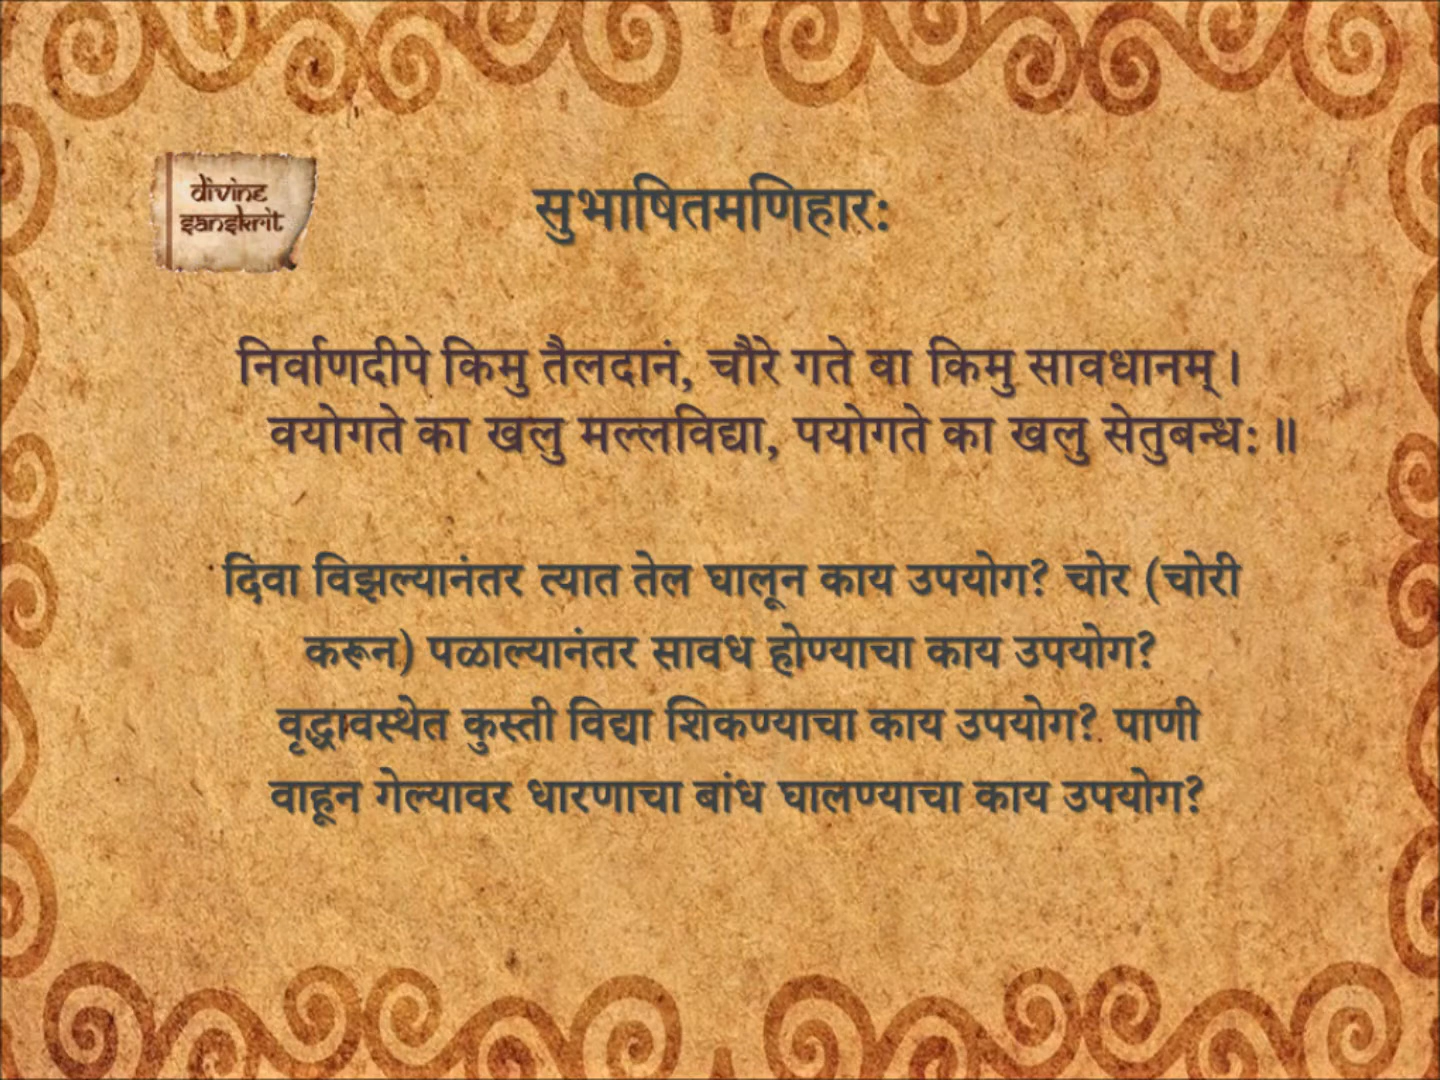 divine
sanskrit
सुभाषितमणिहार:
निर्वाणदीपे किमु तैलदानं, चौरे गते वा किमु सावधानम् ।
वयोगते का खलु मल्लविद्या, पयोगते का खलु सेतुबन्ध: ॥
दिवा विझल्यानंतर त्यात तेल घालून काय उपयोग? चोर (चोरी
करून) पळाल्यानंतर सावध होण्याचा काय उपयोग?
वृद्धावस्थेत कुस्ती विद्या शिकण्याचा काय उपयोग? पाणी
वाहून गेल्यावर धारणाचा बांध घालण्याचा काय उपयोग?